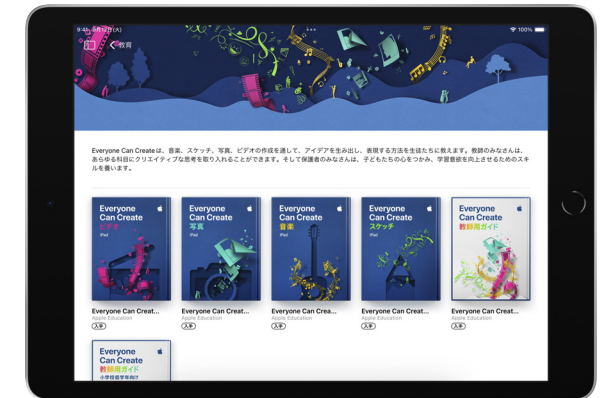 9:41 6月12日(火)
100%
教育
Everyone Can Createは、音楽、スケッチ、写真、ビデオの作成を通して、アイデアを生み出し、表現する方法を生徒たちに教えます。教師のみなさんは、
あらゆる科目にクリエイティブな思考を取り入れることができます。そして保護者のみなさんは、子どもたちの心をつかみ、学習意欲を向上させるためのスキ
ルを養います。
Everyone
Can Create
ビデオ
iPad
Everyone
Can Create
写真
iPad
Everyone
Can Create
音楽
iPad
Everyone
Can Create
スケッチ
iPad
Everyone
Can Create
教師用ガイド
Everyone Can Creat...
Apple Education
入手
Everyone Can Creat...
Apple Education
入手
Everyone Can Crea...
Apple Education
入手
Everyone Can Creat...
Apple Education
入手
Everyone Can Creat...
Apple Education
入手
Everyone
Can Create
教師用ガイド
小学校低学年向け